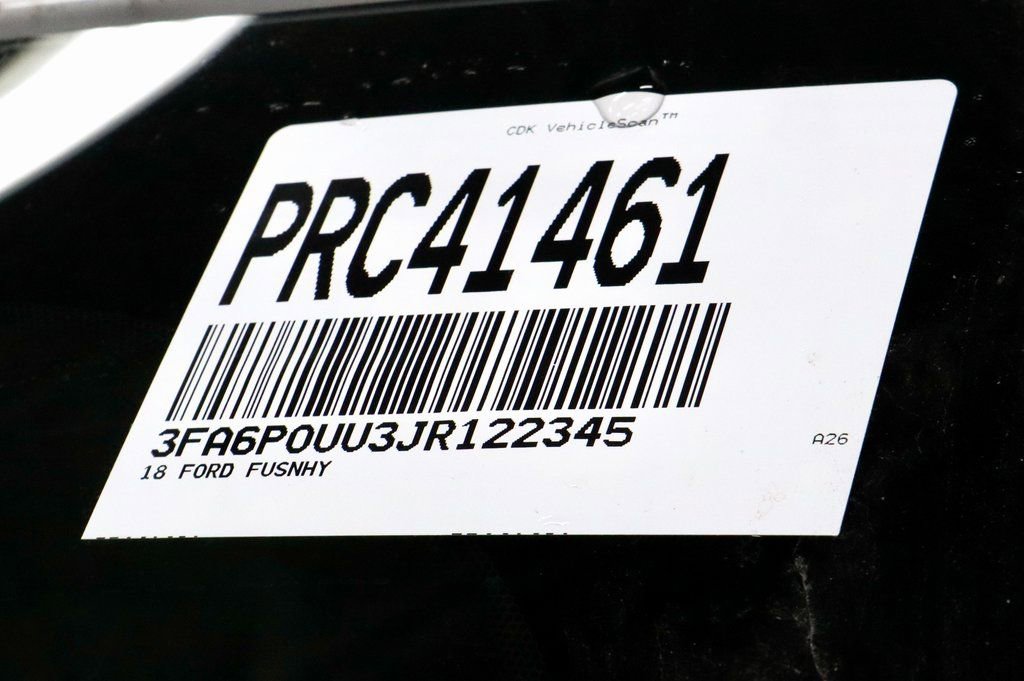 CDK VehicleScan™
PRC41461
3FA6P0UU3JR122345
18 FORD FUSNHY
A26